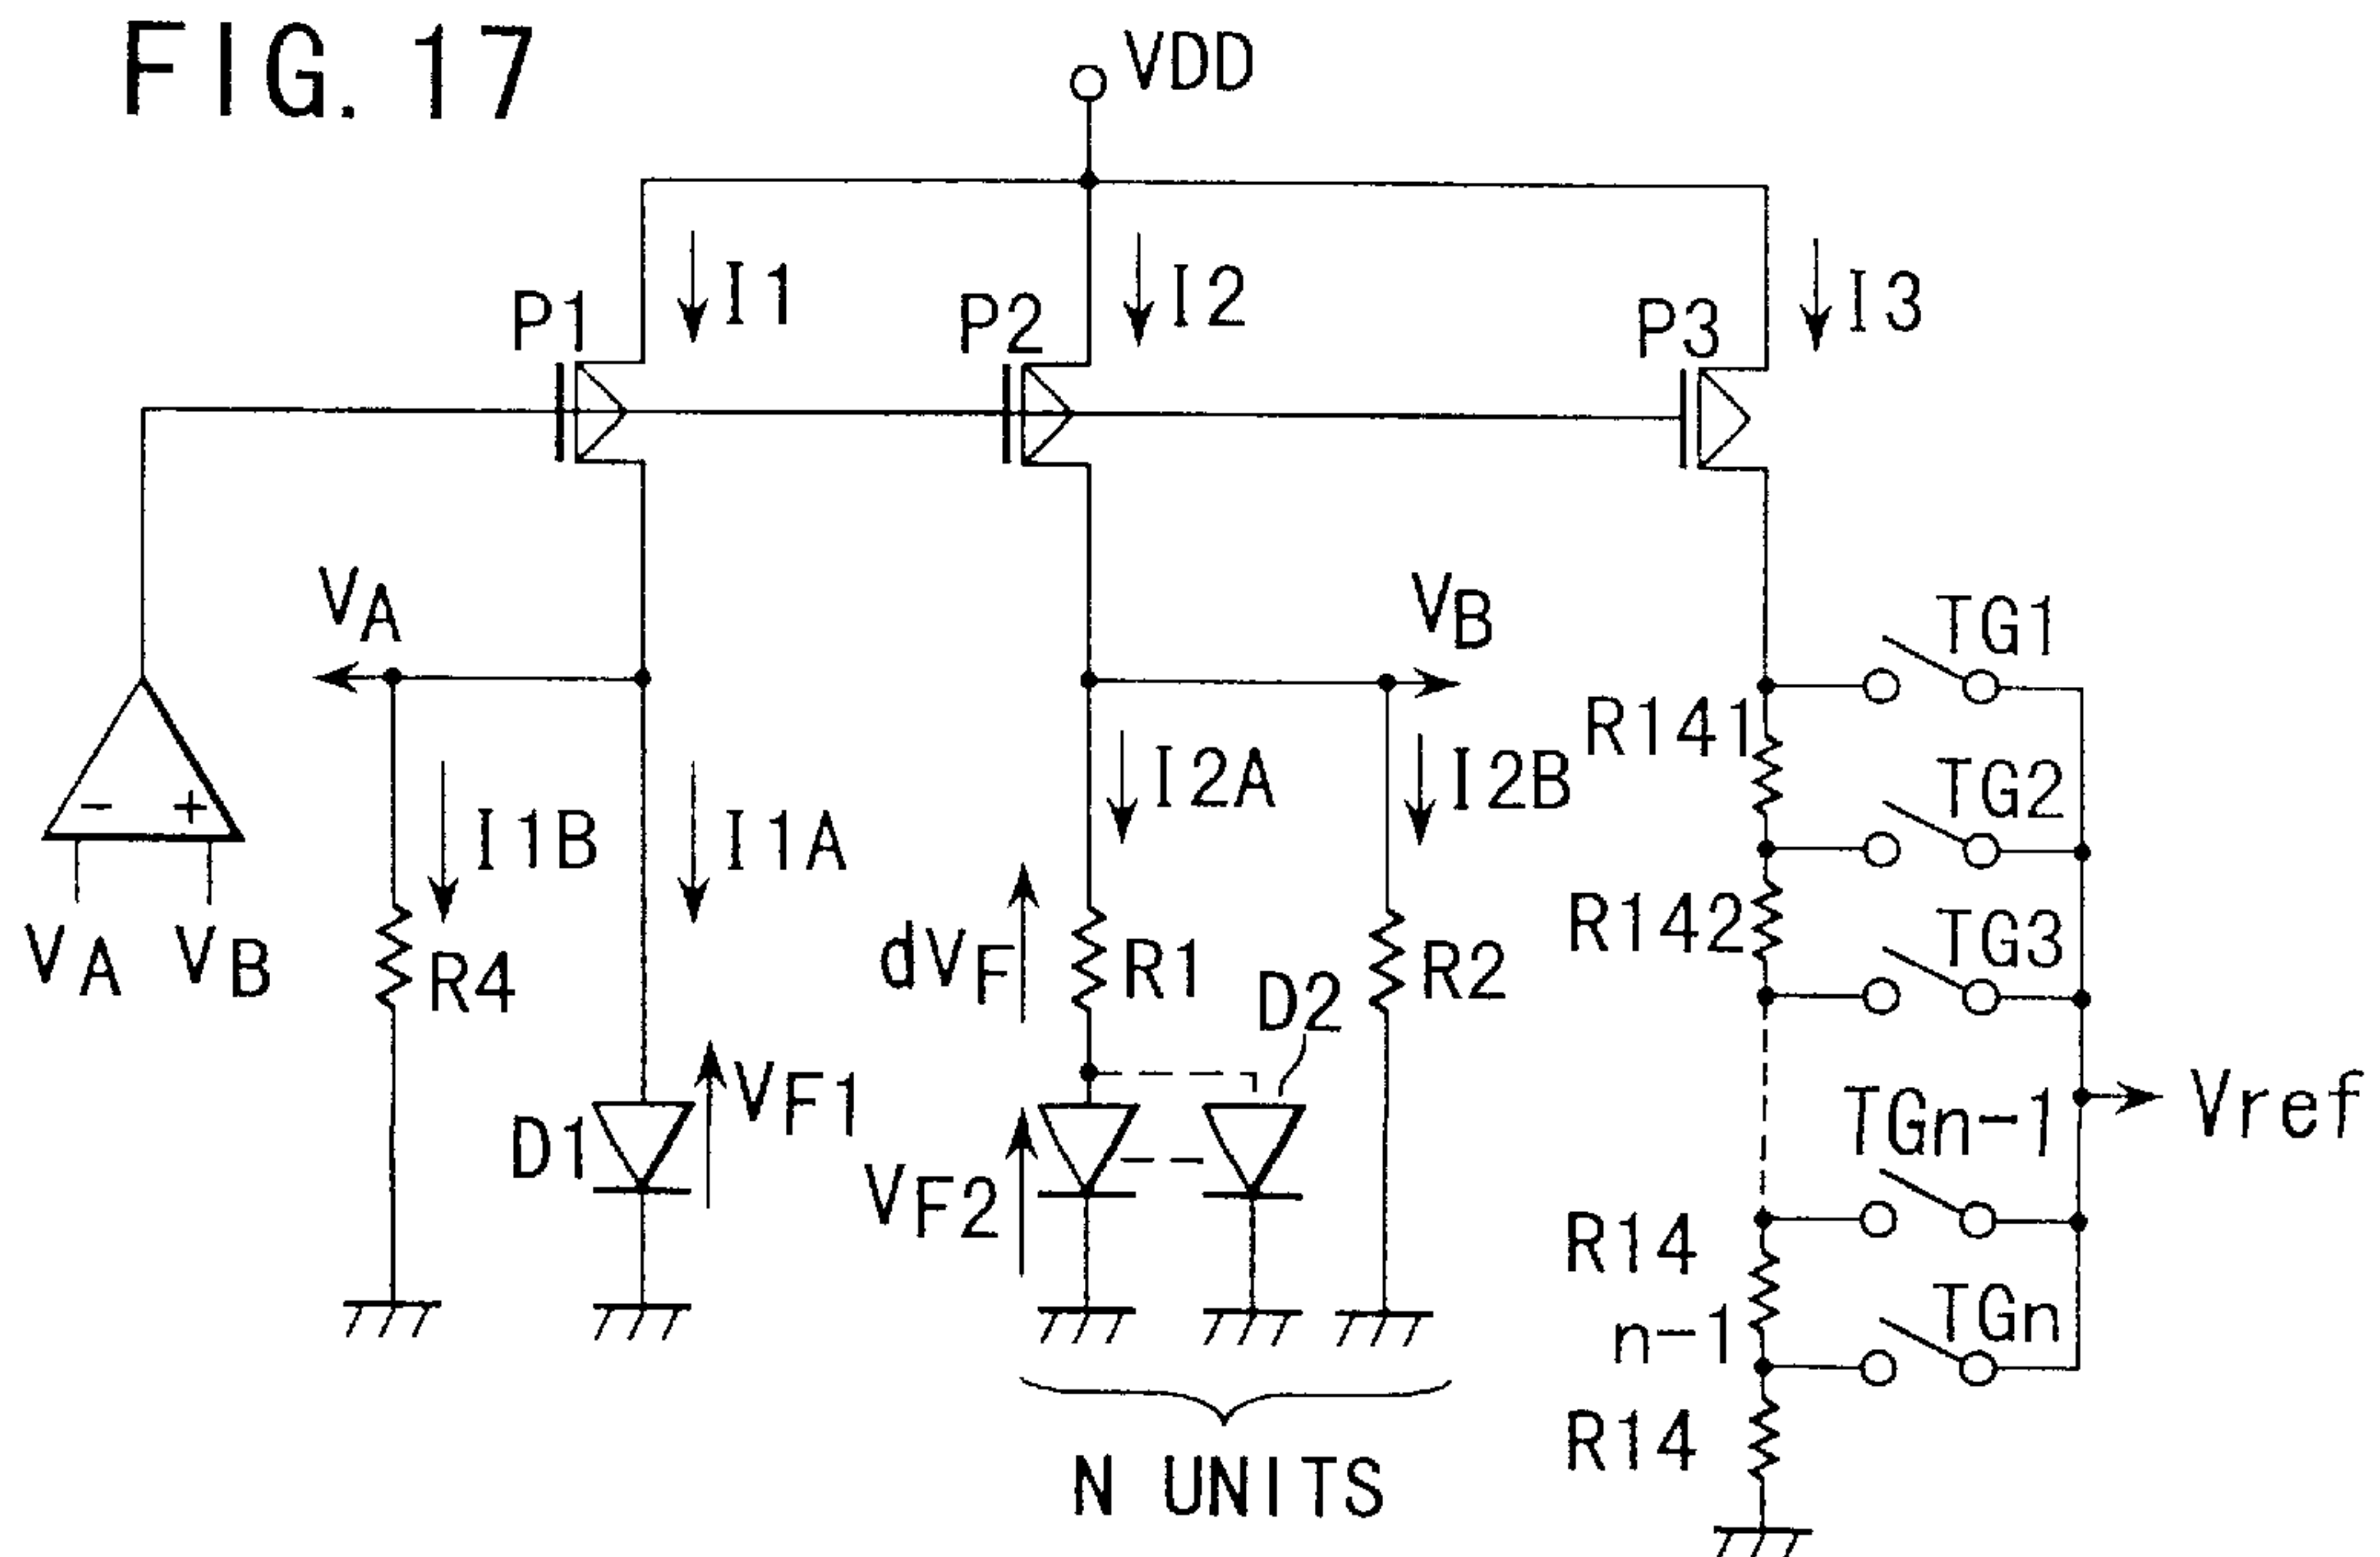 FIG. 17
VDD
I1
I2
I3
P1
P2
P3
VA
VB
TG1
R141
I2A
I2B
TG2
- +
I1B
I1A
R142
TG3
VA VB
R4
dVF
R1
D2
R2
VF1
TGn-1
Vref
D1
VF2
R14
n-1
TGn
R14
N UNITS